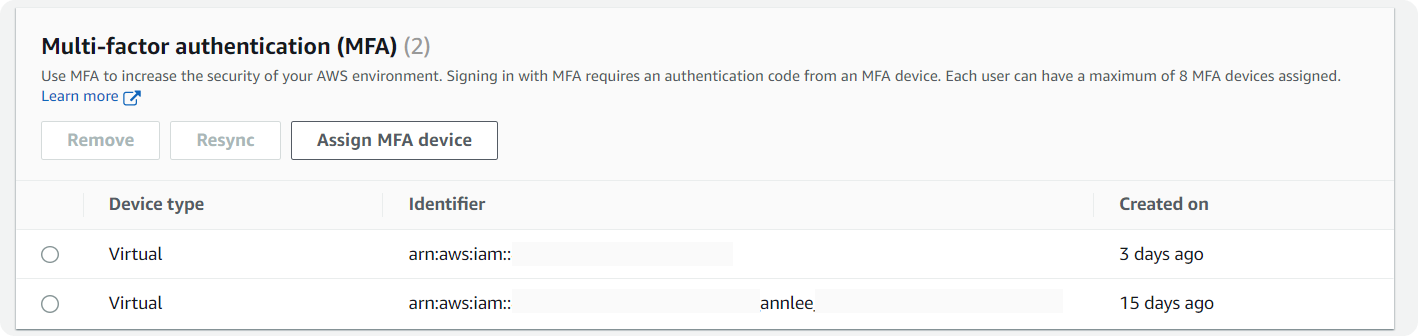 Multi-factor authentication (MFA) (2)
Use MFA to increase the security of your AWS environment. Signing in with MFA requires an authentication code from an MFA device. Each user can have a maximum of 8 MFA devices assigned.
Learn more
Remove Resync Assign MFA device
Device type Identifier Created on
Virtual arn:aws:iam:: 3 days ago
Virtual arn:aws:iam:: annlee 15 days ago